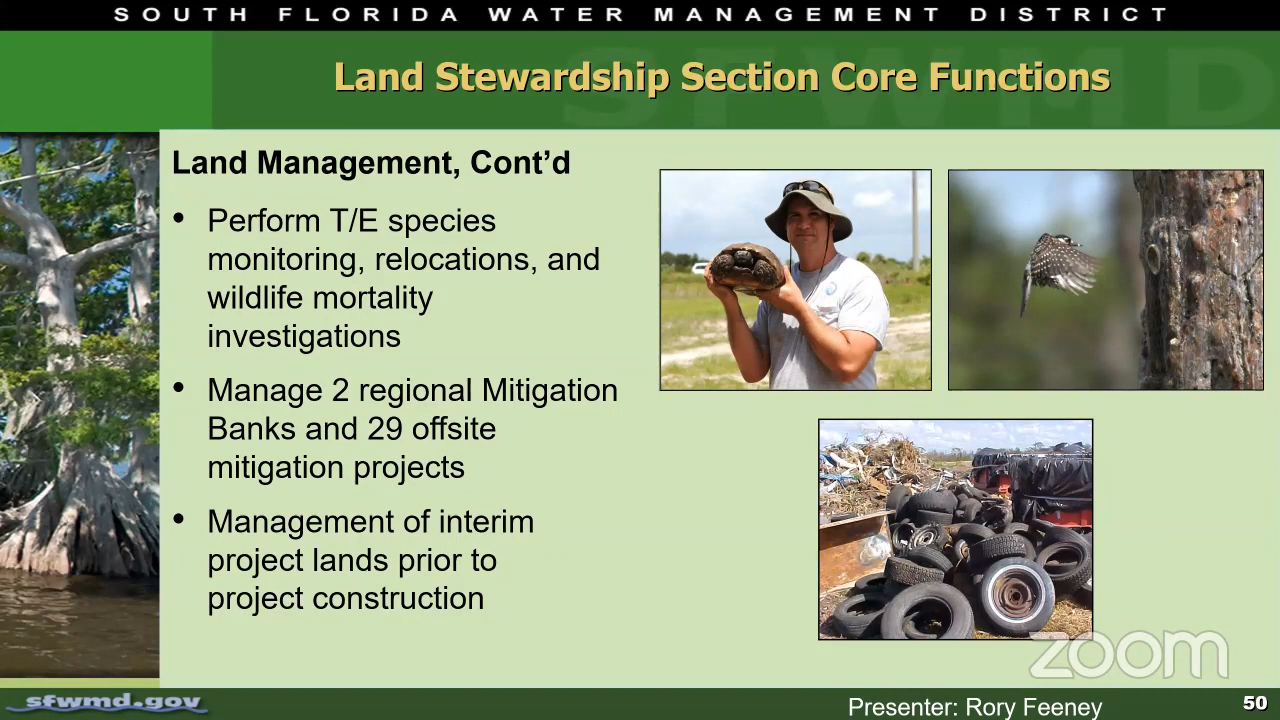 SOUTH FLORIDA WATER MANAGEMENT DISTRICT
SFWMD
Land Stewardship Section Core Functions
Land Management, Cont’d
• Perform T/E species
monitoring, relocations, and
wildlife mortality
investigations
• Manage 2 regional Mitigation
Banks and 29 offsite
mitigation projects
• Management of interim
project lands prior to
project construction
zoom
sfwmd.gov
Presenter: Rory Feeney
50